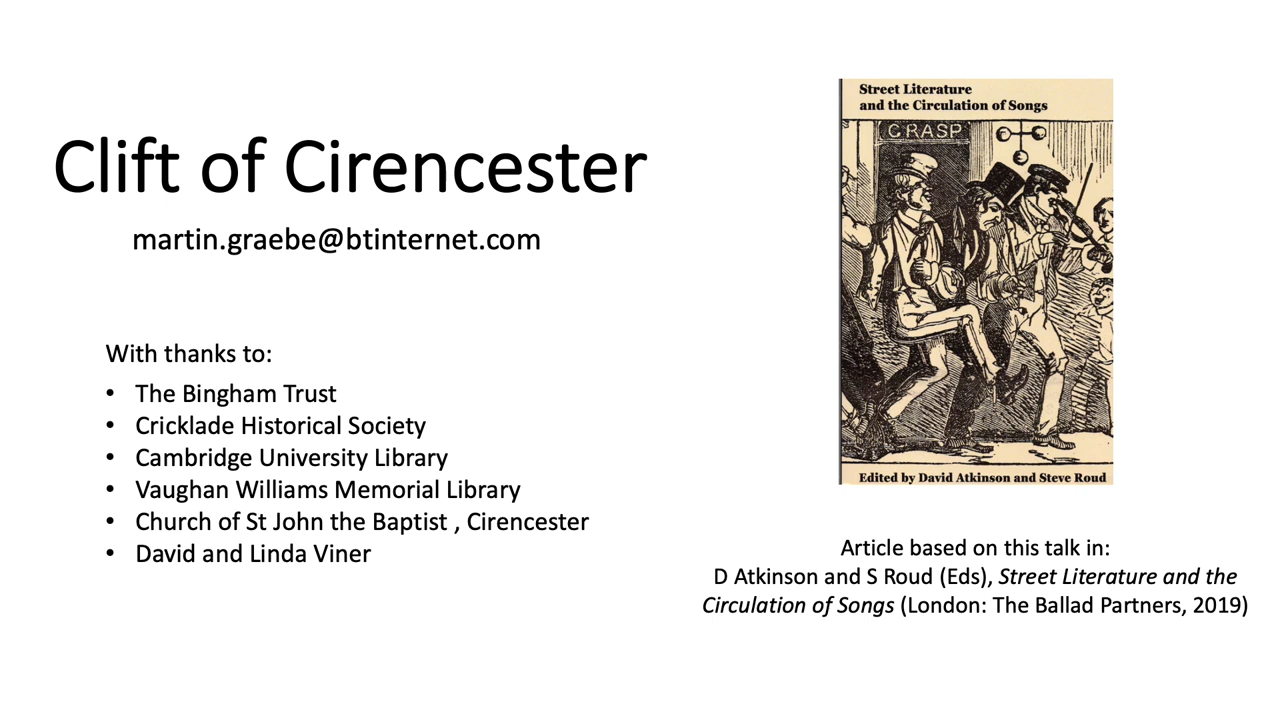 Clift of Cirencester
martin.graebe@btinternet.com
With thanks to:
• The Bingham Trust
• Cricklade Historical Society
• Cambridge University Library
• Vaughan Williams Memorial Library
• Church of St John the Baptist , Cirencester
• David and Linda Viner
Street Literature
and the Circulation of Songs
GRASP
Edited by David Atkinson and Steve Roud
Article based on this talk in:
D Atkinson and S Roud (Eds), Street Literature and the
Circulation of Songs (London: The Ballad Partners, 2019)